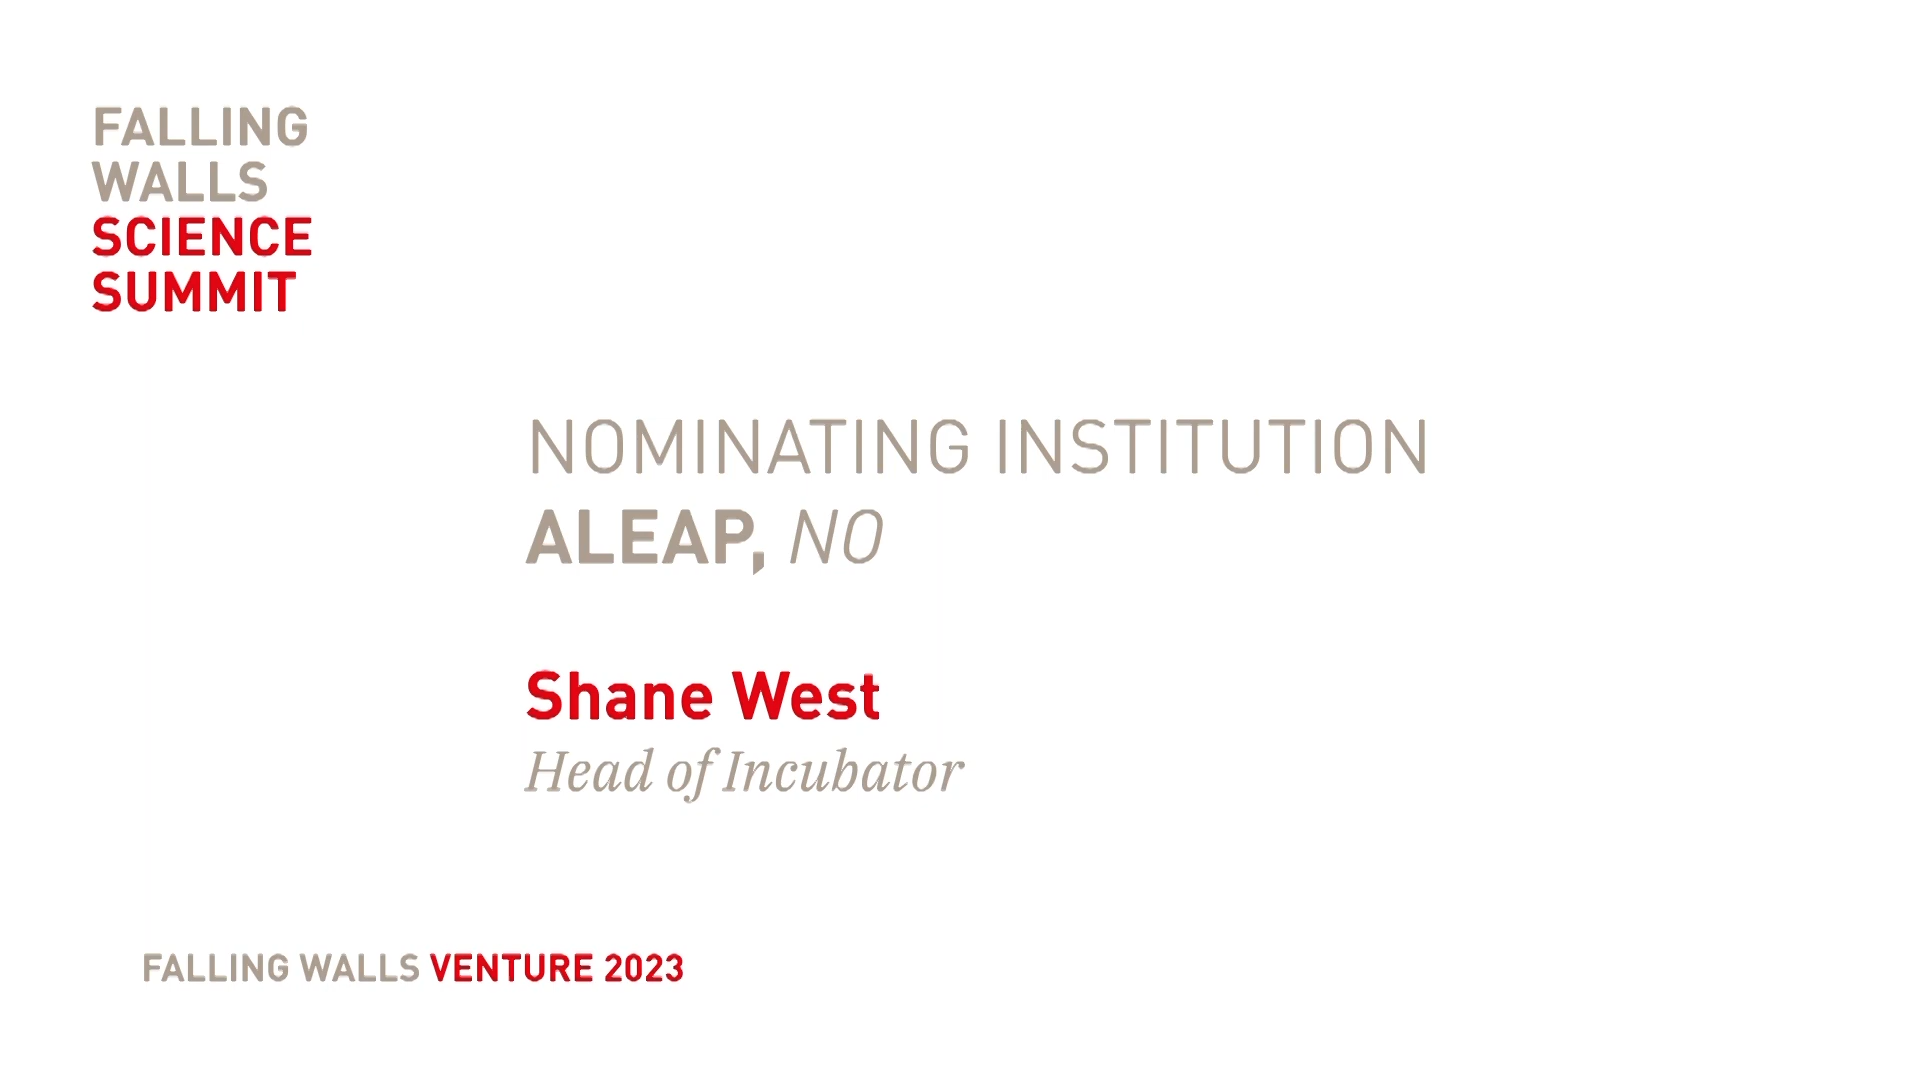 FALLING
WALLS
SCIENCE
SUMMIT
NOMINATING INSTITUTION
ALEAP, NO
Shane West
Head of Incubator
FALLING WALLS VENTURE 2023